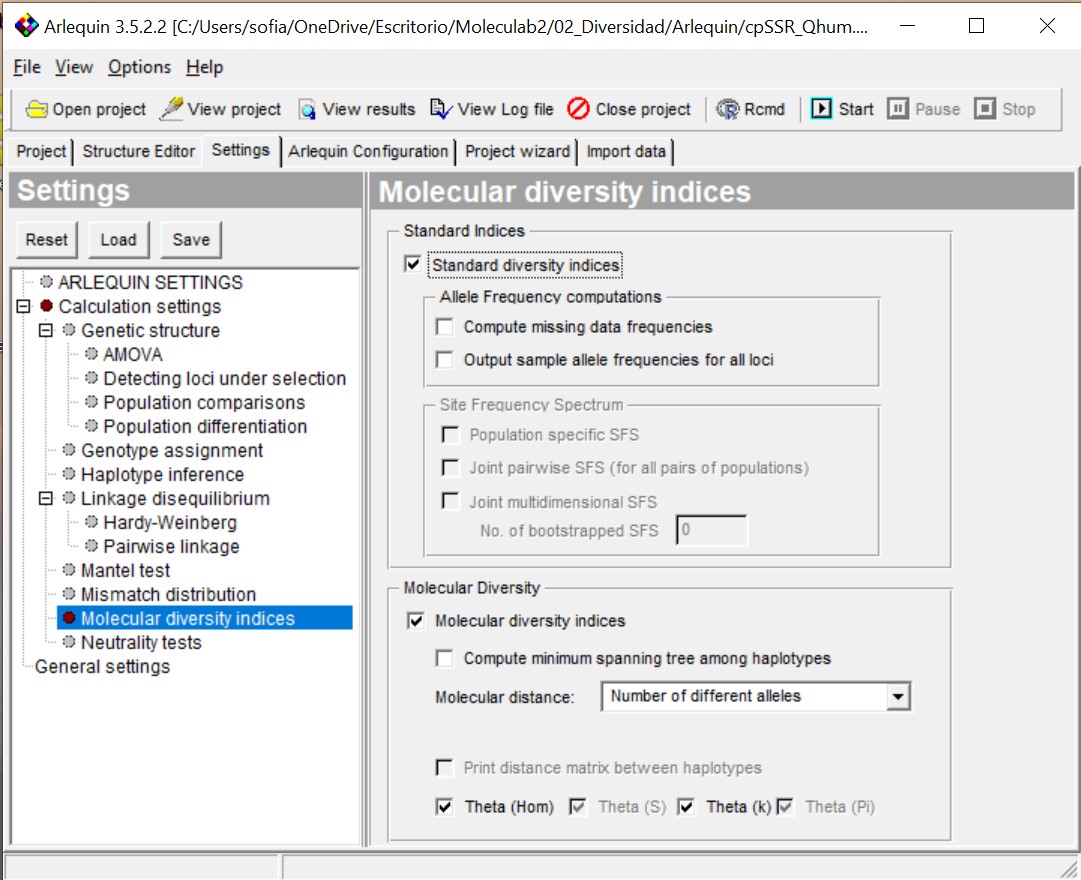 Arlequin 3.5.2.2 [C:/Users/sofia/OneDrive/Escritorio/Moleculab2/02_Diversidad/Arlequin/cpSSR_Qhum....
File View Options Help
Open project View project View results View Log file Close project Rcmd Start Pause Stop
Project Structure Editor Settings Arlequin Configuration Project wizard Import data
Settings
Reset Load Save
ARLEQUIN SETTINGS
Calculation settings
Genetic structure
AMOVA
Detecting loci under selection
Population comparisons
Population differentiation
Genotype assignment
Haplotype inference
Linkage disequilibrium
Hardy-Weinberg
Pairwise linkage
Mantel test
Mismatch distribution
Molecular diversity indices
Neutrality tests
General settings
Molecular diversity indices
Standard Indices
Standard diversity indices
Allele Frequency computations
Compute missing data frequencies
Output sample allele frequencies for all loci
Site Frequency Spectrum
Population specific SFS
Joint pairwise SFS (for all pairs of populations)
Joint multidimensional SFS
No. of bootstrapped SFS 0
Molecular Diversity
Molecular diversity indices
Compute minimum spanning tree among haplotypes
Molecular distance: Number of different alleles
Print distance matrix between haplotypes
Theta (Hom) Theta (S) Theta (k) Theta (Pi)